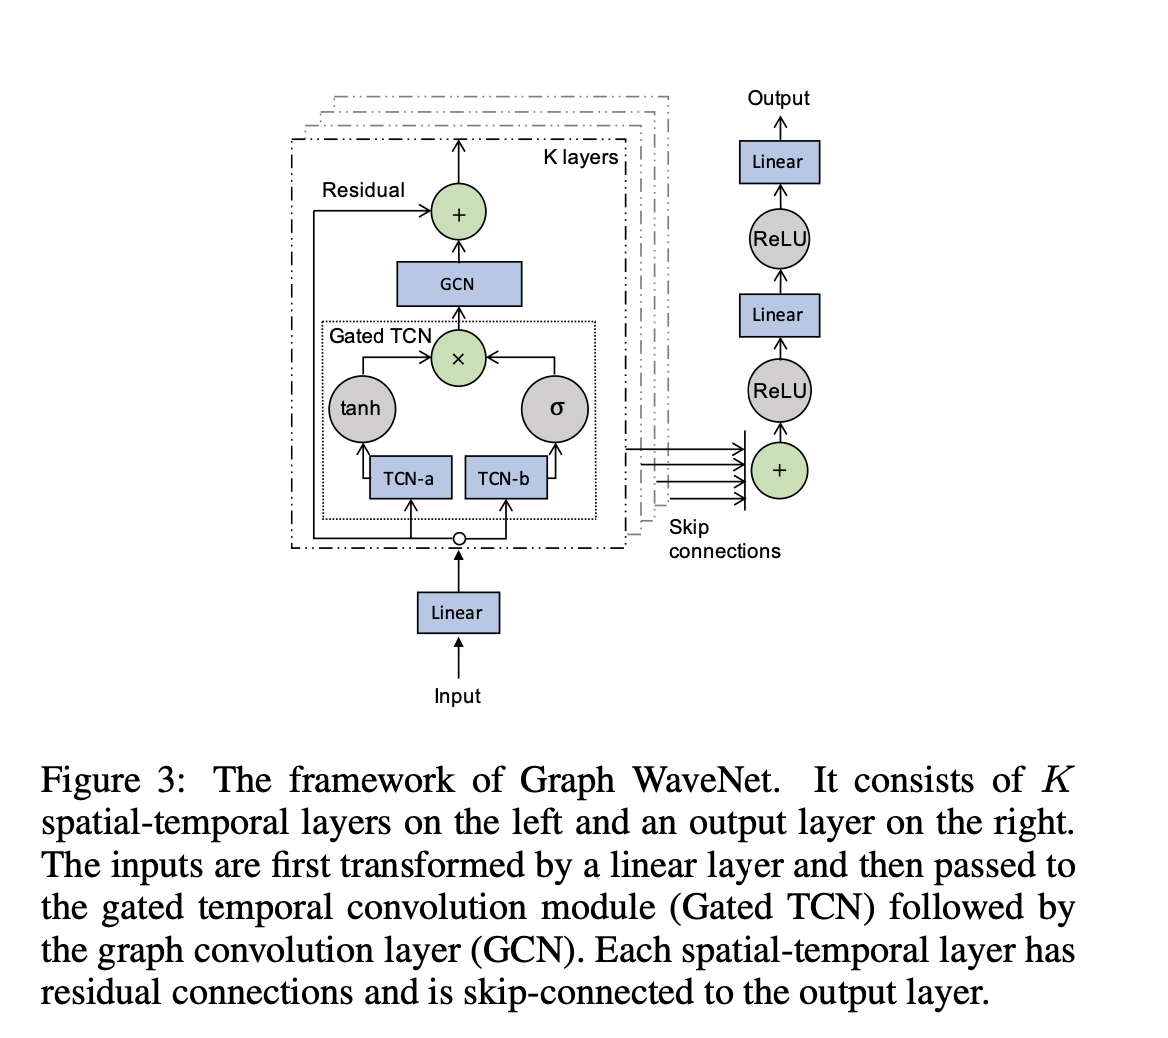 Output
Linear
K layers
Residual
+
ReLU
GCN
Linear
Gated TCN
×
ReLU
tanh
σ
TCN-a
TCN-b
+
Skip
connections
Linear
Input
Figure 3: The framework of Graph WaveNet. It consists of K
spatial-temporal layers on the left and an output layer on the right.
The inputs are first transformed by a linear layer and then passed to
the gated temporal convolution module (Gated TCN) followed by
the graph convolution layer (GCN). Each spatial-temporal layer has
residual connections and is skip-connected to the output layer.